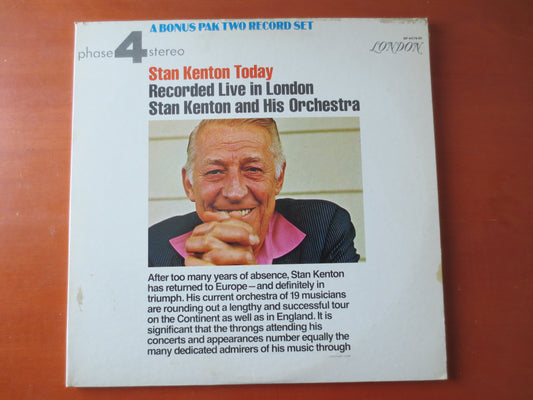 A BONUS PAK TWO RECORD SET
phase 4 stereo
LONDON
Stan Kenton Today
Recorded Live in London
Stan Kenton and His Orchestra
After too many years of absence, Stan Kenton
has returned to Europe—and definitely in
triumph. His current orchestra of 19 musicians
are rounding out a lengthy and successful tour
on the Continent as well as in England. It is
significant that the throngs attending his
concerts and appearances number equally the
many dedicated admirers of his music through